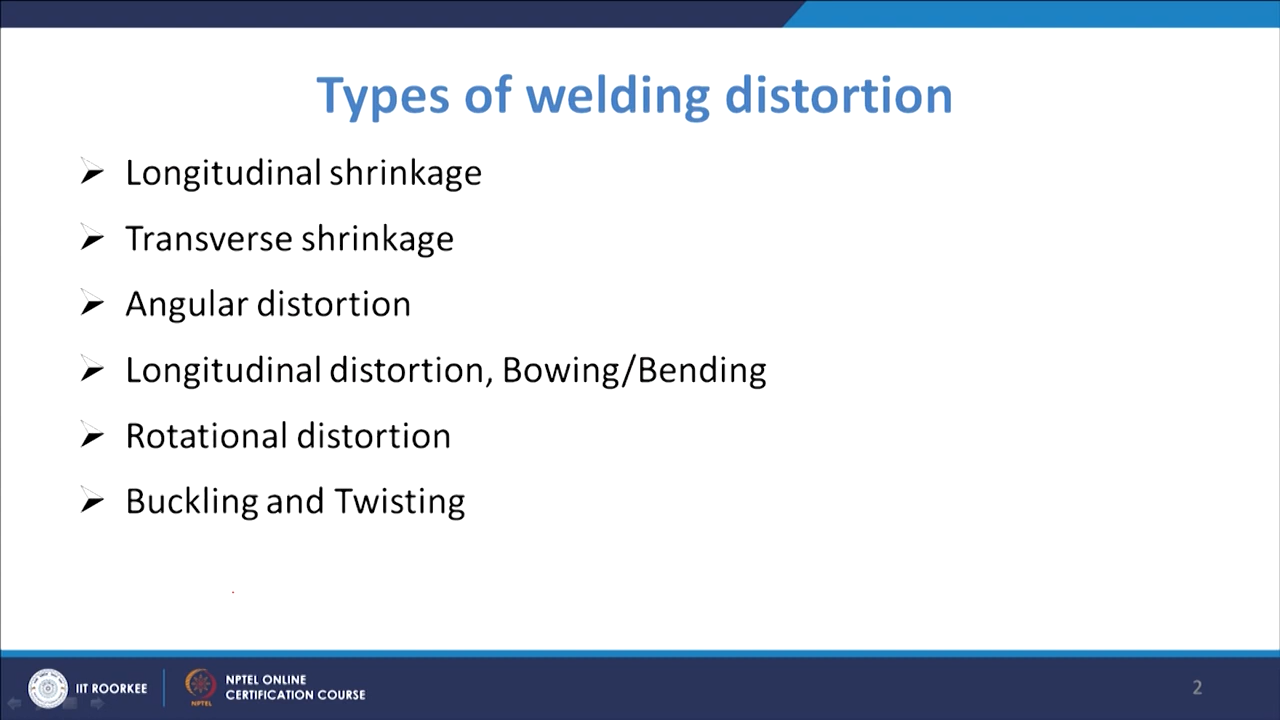 Types of welding distortion
Longitudinal shrinkage
Transverse shrinkage
Angular distortion
Longitudinal distortion, Bowing/Bending
Rotational distortion
Buckling and Twisting
IIT ROORKEE
NPTEL
NPTEL ONLINE
CERTIFICATION COURSE
2